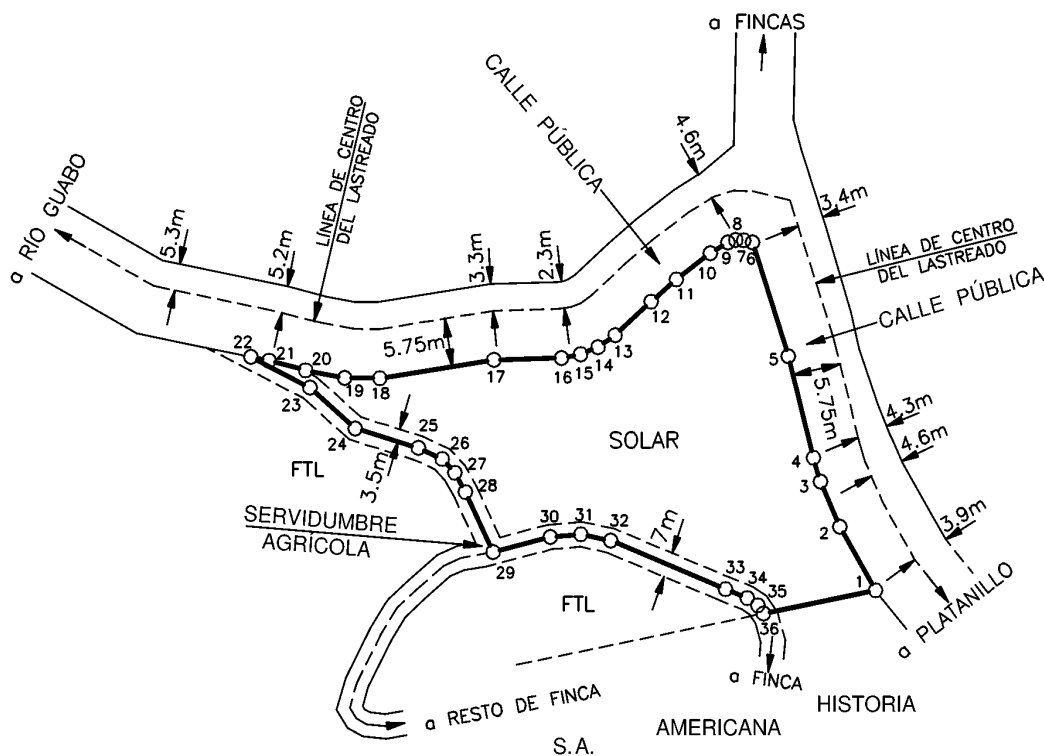 a FINCAS
CALLE PÚBLICA
4.6m
LÍNEA DE CENTRO
DEL LASTREADO
a RÍO GUABO
5.3m
5.2m
3.3m
2.3m
3.4m
LÍNEA DE CENTRO
DEL LASTREADO
CALLE PÚBLICA
8
9
7
6
10
11
12
13
14
15
16
17
18
19
20
21
22
5.75m
5
5.75m
4.3m
4.6m
3.9m
23
24
25
26
27
28
SOLAR
FTL
3.5m
4
3
2
1
SERVIDUMBRE
AGRÍCOLA
29
30
31
32
7m
33
34
35
36
FTL
a PLATANILLO
a FINCA
a RESTO DE FINCA
HISTORIA
AMERICANA
S.A.